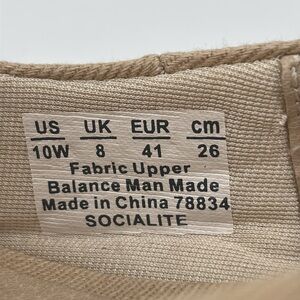 US UK EUR cm
10W 8 41 26
Fabric Upper
Balance Man Made
Made in China 78834
SOCIALITE